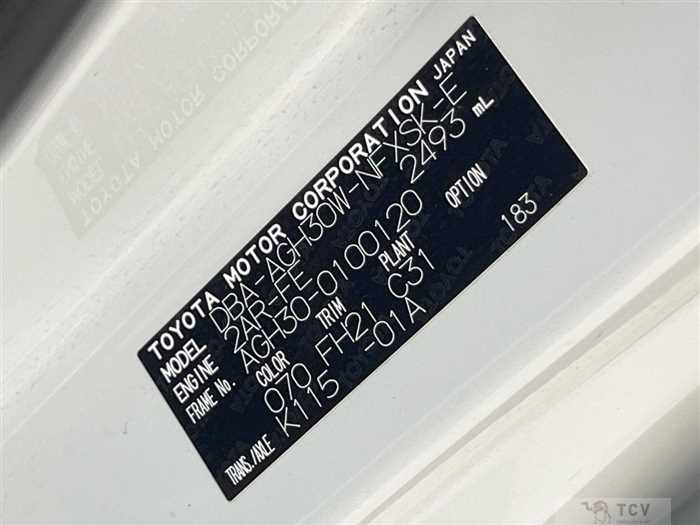 TOYOTA MOTOR CORPORATION JAPAN
MODEL DBA-AGH30W-NFXSK-E
ENGINE 2AR-FE 2493 mL
FRAME No. AGH30-0100120
COLOR TRIM PLANT OPTION
070 FH21 C31 183
TRANS./AXLE K115 -01A
TCV